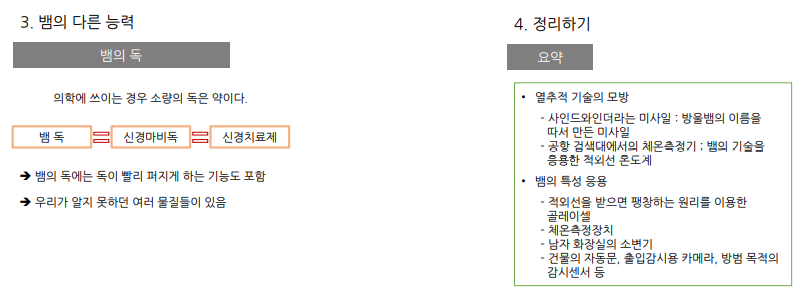 3. 뱀의 다른 능력
뱀의 독
의학에 쓰이는 경우 소량의 독은 약이다.
뱀 독
신경마비독
신경치료제
➔ 뱀의 독에는 독이 빨리 퍼지게 하는 기능도 포함
➔ 우리가 알지 못하던 여러 물질들이 있음
4. 정리하기
요약
• 열추적 기술의 모방
- 사인드와인더라는 미사일 : 방울뱀의 이름을
따서 만든 미사일
- 공항 검색대에서의 체온측정기 ; 뱀의 기술을
응용한 적외선 온도계
• 뱀의 특성 응용
- 적외선을 받으면 팽창하는 원리를 이용한
골레이셀
- 체온측정장치
- 남자 화장실의 소변기
- 건물의 자동문, 출입감시용 카메라, 방범 목적의
감시센서 등